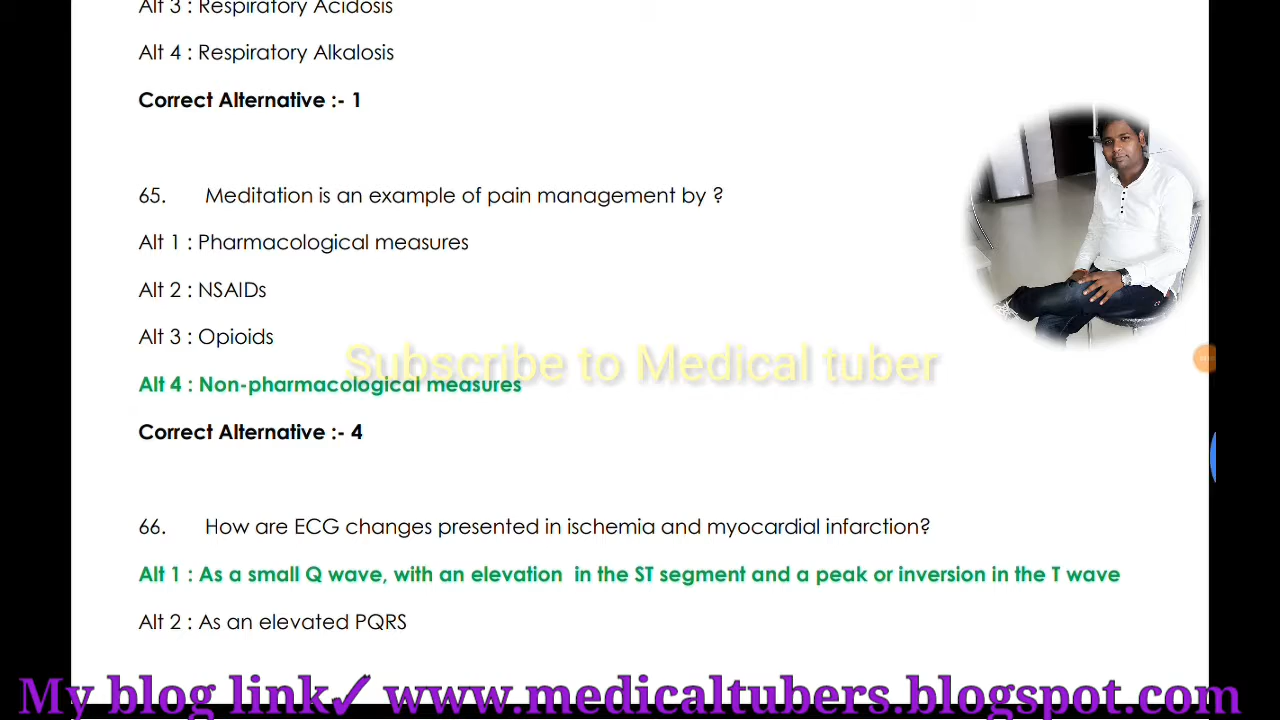 Alt 3 : Respiratory Acidosis
Alt 4 : Respiratory Alkalosis
Correct Alternative :- 1
65. Meditation is an example of pain management by ?
Alt 1 : Pharmacological measures
Alt 2 : NSAIDs
Alt 3 : Opioids
Subscribe to Medical tuber
Alt 4 : Non-pharmacological measures
Correct Alternative :- 4
66. How are ECG changes presented in ischemia and myocardial infarction?
Alt 1 : As a small Q wave, with an elevation in the ST segment and a peak or inversion in the T wave
Alt 2 : As an elevated PQRS
My blog link✓ www.medicaltubers.blogspot.com